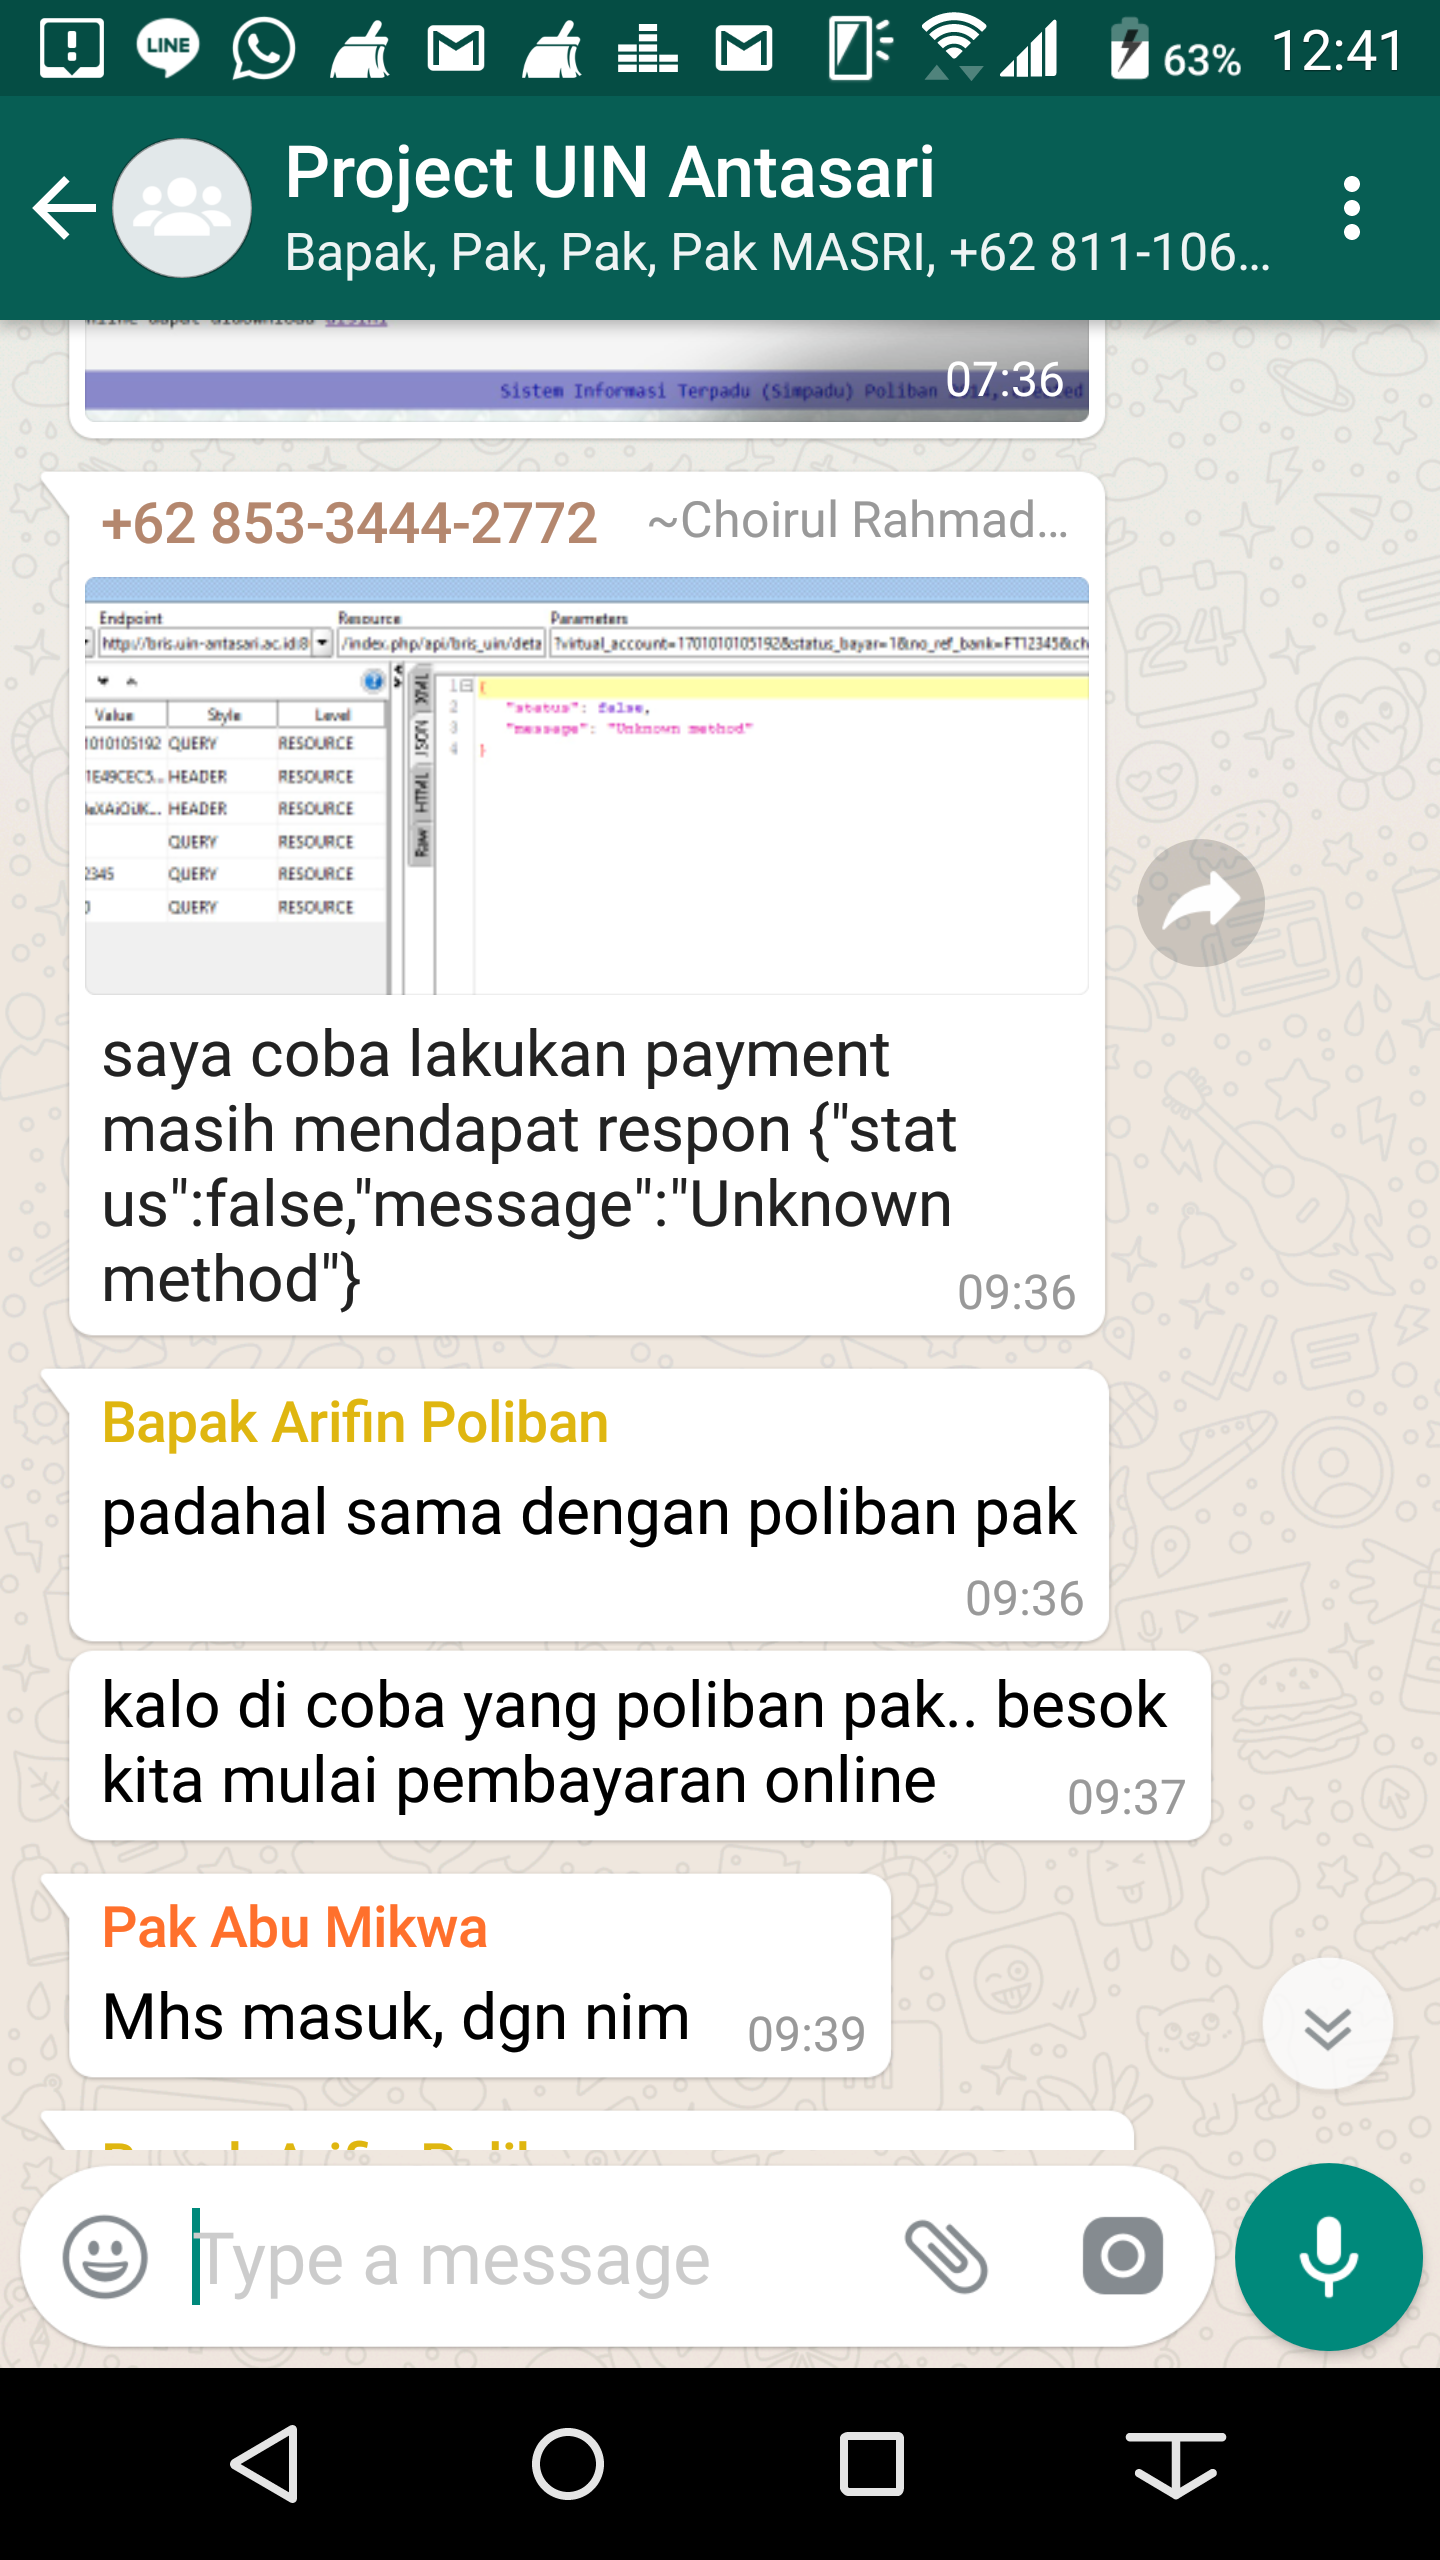 LINE
63% 12:41
Project UIN Antasari
Bapak, Pak, Pak, Pak MASRI, +62 811-106...
07:36
Sistem Informasi Terpadu (Simpadu) Poliban
+62 853-3444-2772 ~Choirul Rahmad...
Endpoint Resource Parameters
http://bris.uin-antasari.ac.id:8 /index.php/api/bris_uin/deta ?virtual_account=1701010105192&status_bayar=1&no_ref_bank=FT12345&ch
Value Style Level
1010105192 QUERY RESOURCE
1E49CEC5... HEADER RESOURCE
HEADER RESOURCE
QUERY RESOURCE
2345 QUERY RESOURCE
QUERY RESOURCE
XML
JSON
HTML
Raw
1 {
2 "status": false,
3 "message": "Unknown method"
4 }
saya coba lakukan payment
masih mendapat respon {"stat
us":false,"message":"Unknown
method"}
09:36
Bapak Arifin Poliban
padahal sama dengan poliban pak
09:36
kalo di coba yang poliban pak.. besok
kita mulai pembayaran online 09:37
Pak Abu Mikwa
Mhs masuk, dgn nim 09:39
Type a message